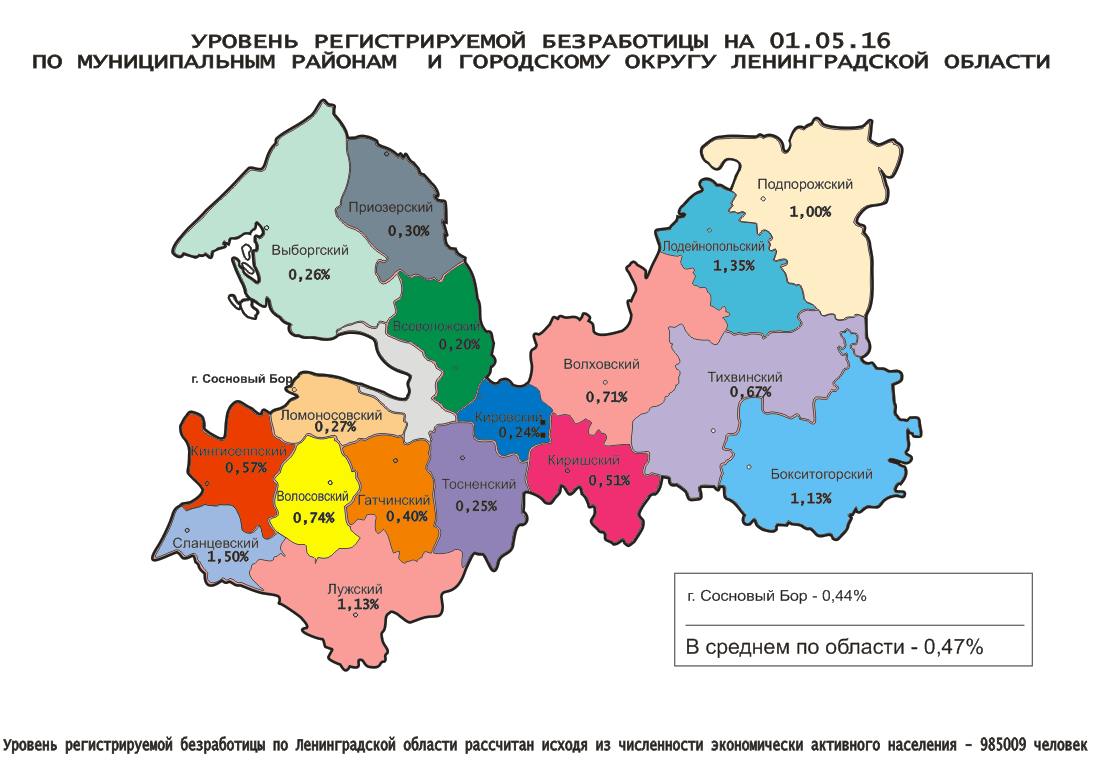 УРОВЕНЬ РЕГИСТРИРУЕМОЙ БЕЗРАБОТИЦЫ НА 01.05.16
ПО МУНИЦИПАЛЬНЫМ РАЙОНАМ И ГОРОДСКОМУ ОКРУГУ ЛЕНИНГРАДСКОЙ ОБЛАСТИ
Подпорожский
1,00%
Приозерский
0,30%
Выборгский
0,26%
Лодейнопольский
1,35%
Всеволожский
0,20%
Волховский
0,71%
Тихвинский
0,67%
г. Сосновый Бор
Ломоносовский
0,27%
Кировский
0,24%
Кингисеппский
0,57%
Киришский
0,51%
Бокситогорский
1,13%
Волосовский
0,74%
Гатчинский
0,40%
Тосненский
0,25%
Сланцевский
1,50%
Лужский
1,13%
г. Сосновый Бор - 0,44%
В среднем по области - 0,47%
Уровень регистрируемой безработицы по Ленинградской области рассчитан исходя из численности экономически активного населения - 985009 человек